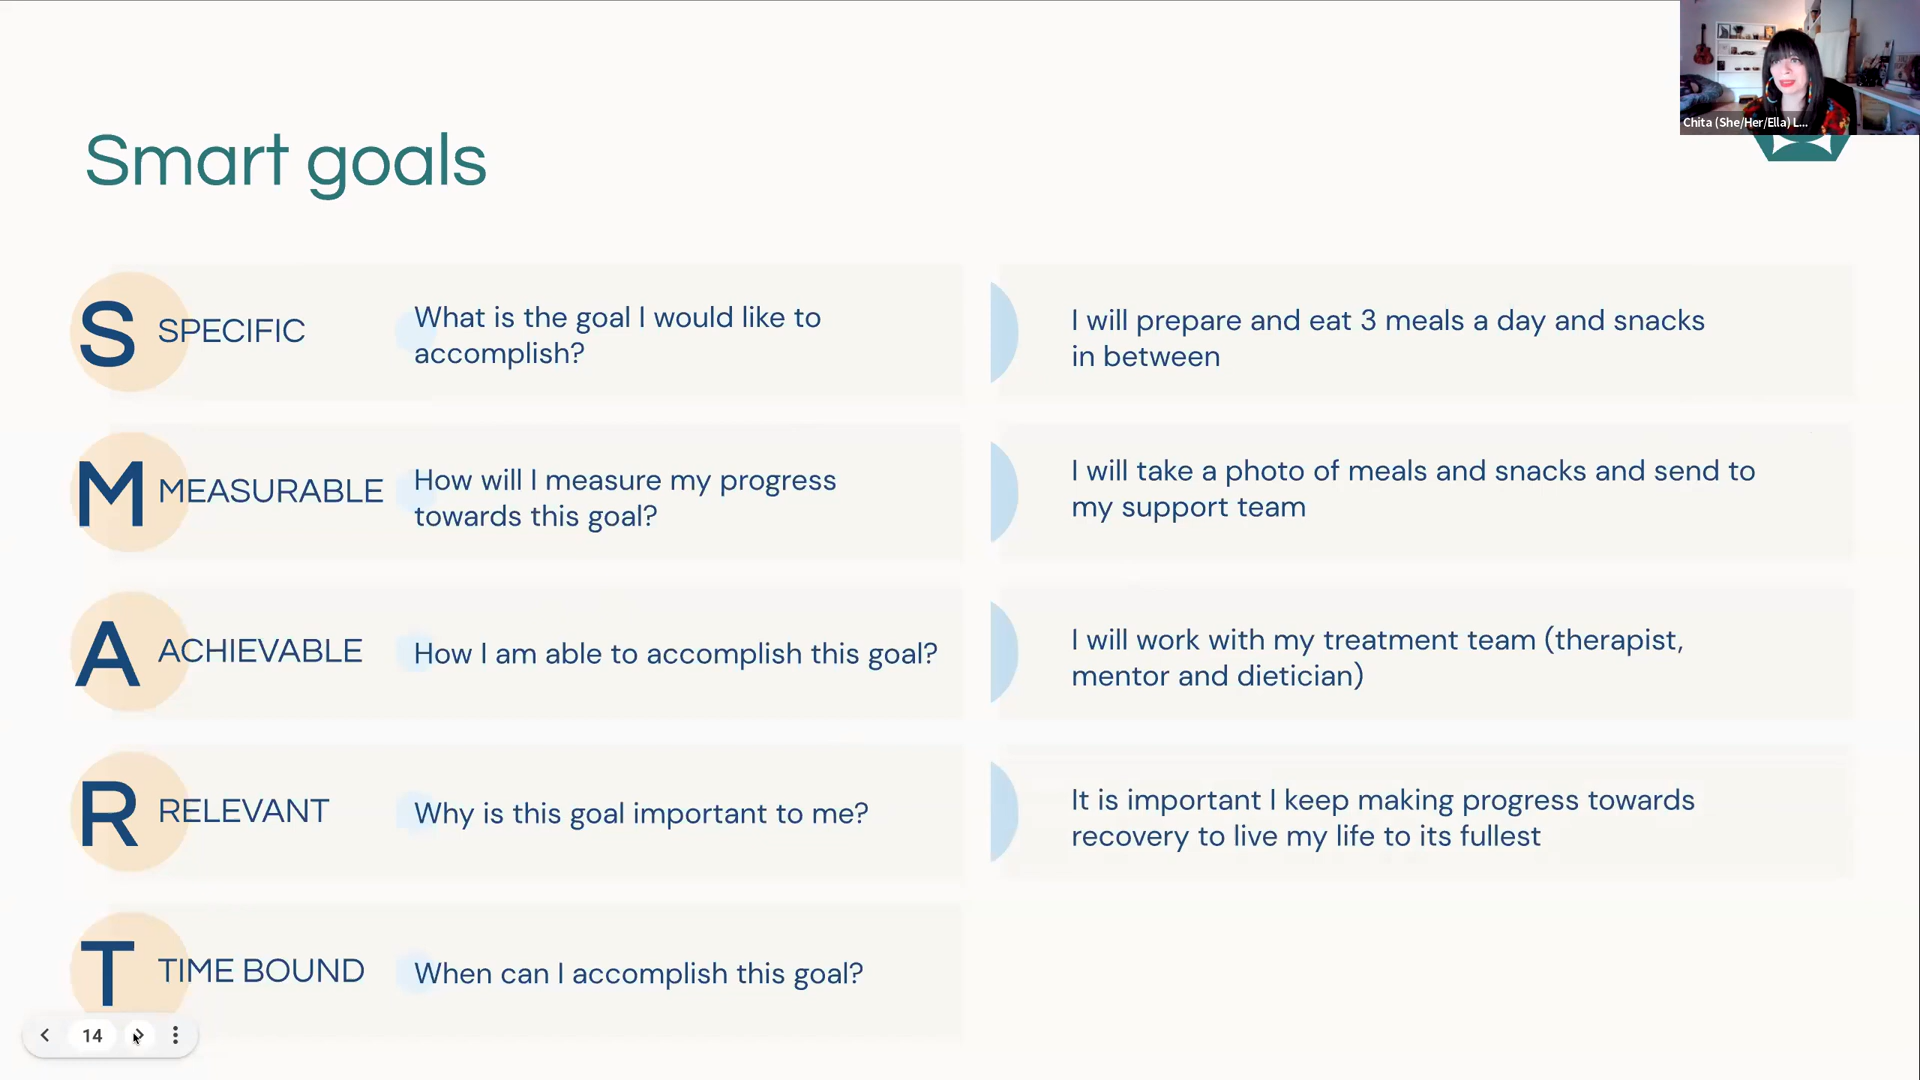 Chita (She/Her/Ella) L...
Smart goals
S SPECIFIC
What is the goal I would like to
accomplish?
I will prepare and eat 3 meals a day and snacks
in between
M MEASURABLE
How will I measure my progress
towards this goal?
I will take a photo of meals and snacks and send to
my support team
A ACHIEVABLE
How I am able to accomplish this goal?
I will work with my treatment team (therapist,
mentor and dietician)
R RELEVANT
Why is this goal important to me?
It is important I keep making progress towards
recovery to live my life to its fullest
T TIME BOUND
When can I accomplish this goal?
14